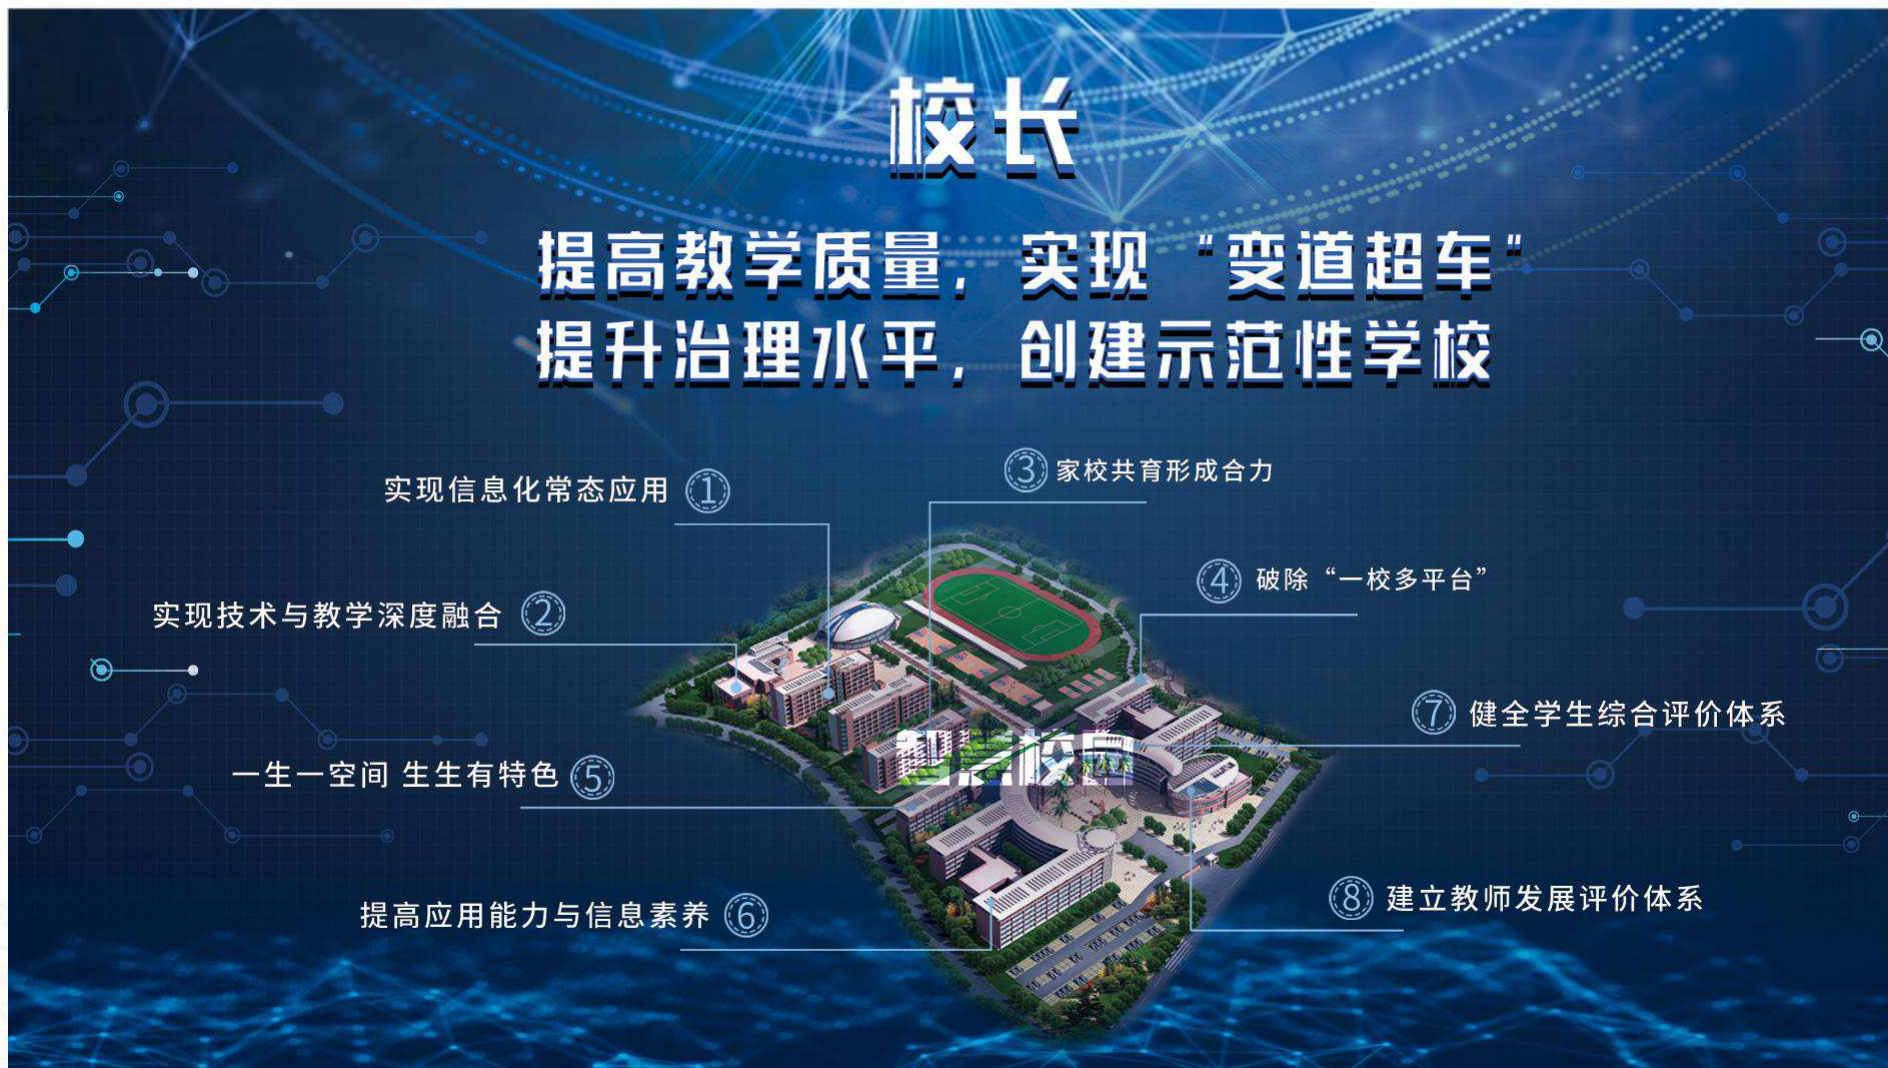 校长
提高教学质量，实现“变道超车”
提升治理水平，创建示范性学校
实现信息化常态应用 ①
③ 家校共育形成合力
④ 破除“一校多平台”
实现技术与教学深度融合 ②
⑦ 健全学生综合评价体系
智慧校园
一生一空间 生生有特色 ⑤
⑧ 建立教师发展评价体系
提高应用能力与信息素养 ⑥